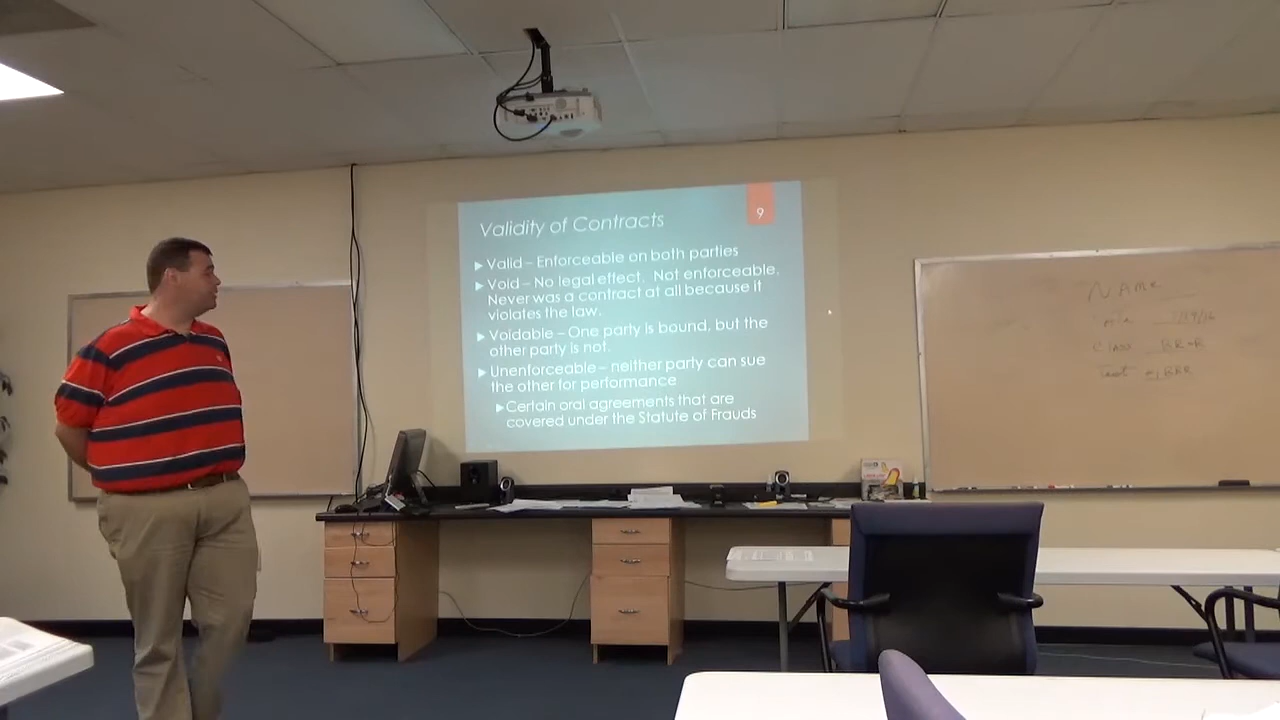 9
Validity of Contracts
Valid – Enforceable on both parties
Void – No legal effect. Not enforceable.
Never was a contract at all because it
violates the law.
Voidable – One party is bound, but the
other party is not.
Unenforceable – neither party can sue
the other for performance
Certain oral agreements that are
covered under the Statute of Frauds
NAME